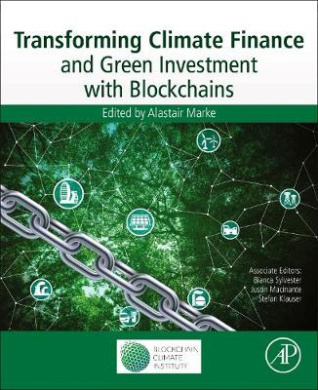 Transforming Climate Finance
and Green Investment
with Blockchains
Edited by Alastair Marke
Associate Editors:
Bianca Sylvester
Justin Macinante
Stefan Klauser
BLOCKCHAIN
CLIMATE
INSTITUTE
AP